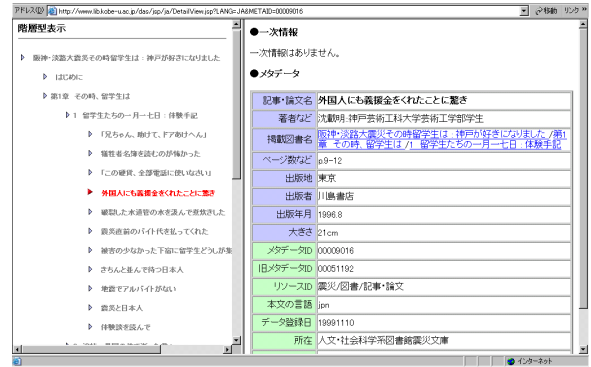 アドレス(D) http://www.lib.kobe-u.ac.jp/das/jsp/ja/DetailView.jsp?LANG=JA&METAID=00009016 移動 リンク »
階層型表示
阪神・淡路大震災その時留学生は : 神戸が好きになりました
はじめに
第1章 その時、留学生は
1 留学生たちの一月一七日 : 体験手記
「兄ちゃん、助けて、ドアあけへん」
犠牲者名簿を読むのが怖かった
「この硬貨、全部電話に使いなさい」
外国人にも義援金をくれたことに驚き
破裂した水道管の水を汲んで煮炊きした
震災直前のバイト代を払ってくれた
被害の少なかった下宿に留学生どうしが集
きちんと並んで待つ日本人
地震でアルバイトがない
震災と日本人
体験談を読んで
●一次情報
一次情報はありません。
●メタデータ
記事・論文名 外国人にも義援金をくれたことに驚き
著者など 沈載明:神戸芸術工科大学芸術工学部学生
掲載図書名 阪神・淡路大震災その時留学生は : 神戸が好きになりました /第1
章 その時、留学生は /1 留学生たちの一月一七日 : 体験手記
ページ数など p.9-12
出版地 東京
出版者 川島書店
出版年月 1996.8
大きさ 21cm
メタデータID 00009016
旧メタデータID 00051192
リソースID 震災/図書/記事・論文
本文の言語 jpn
データ登録日 19991110
所在 人文・社会科学系図書館震災文庫
インターネット